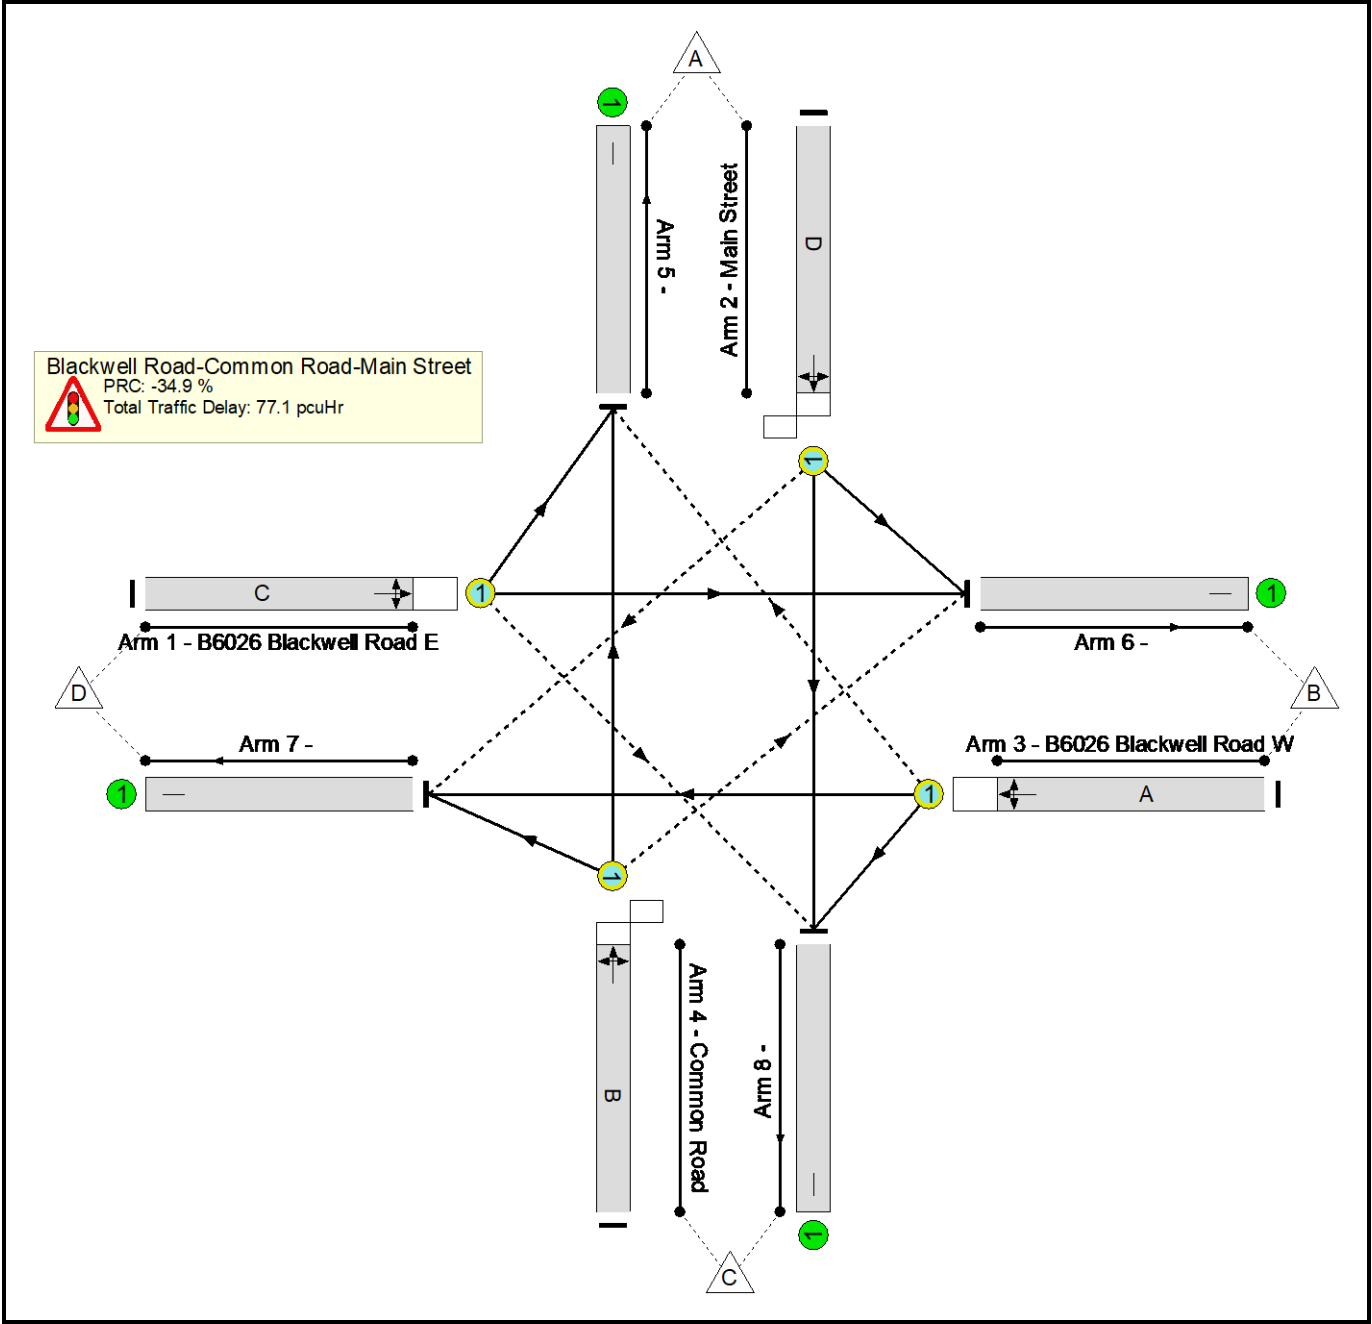 A
1
Arm 5 -
Arm 2 - Main Street
D
Blackwell Road-Common Road-Main Street
PRC: -34.9 %
Total Traffic Delay: 77.1 pcuHr
1
C
1
1
Arm 1 - B6026 Blackwell Road E
Arm 6 -
D
B
Arm 7 -
Arm 3 - B6026 Blackwell Road W
1
1
A
1
B
Arm 4 - Common Road
Arm 8 -
1
C